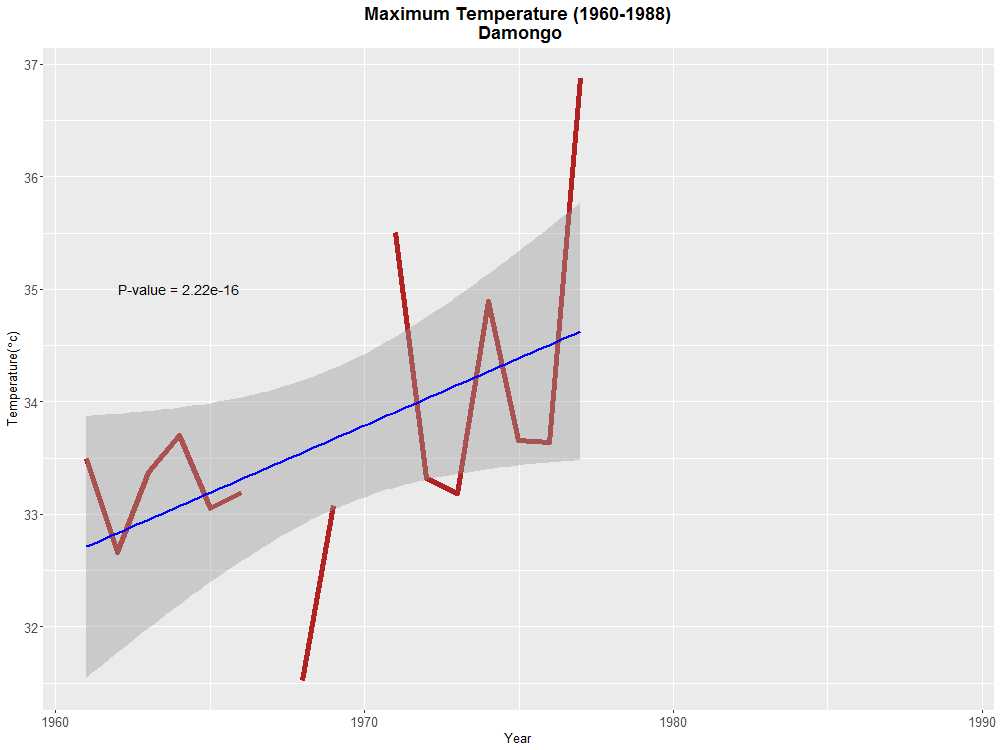 Maximum Temperature (1960-1988)
Damongo
37
36
35
34
33
32
Temperature(°c)
P-value = 2.22e-16
1960
1970
1980
1990
Year